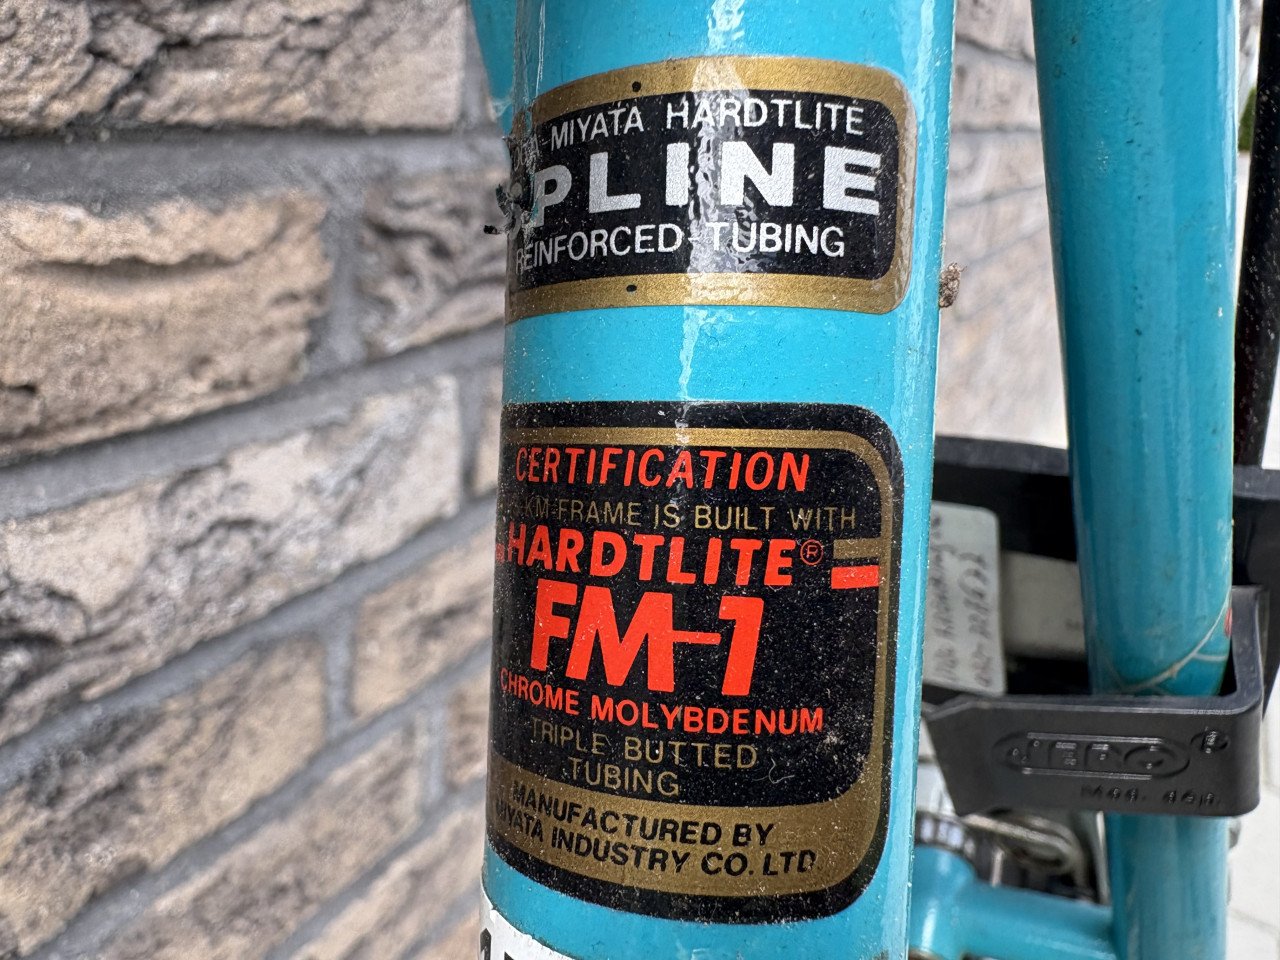 MIYATA HARDTLITE
PLINE
REINFORCED TUBING
CERTIFICATION
KM-FRAME IS BUILT WITH
HARDTLITE®
FM-1
CHROME MOLYBDENUM
TRIPLE BUTTED
TUBING
MANUFACTURED BY
MIYATA INDUSTRY CO. LTD.